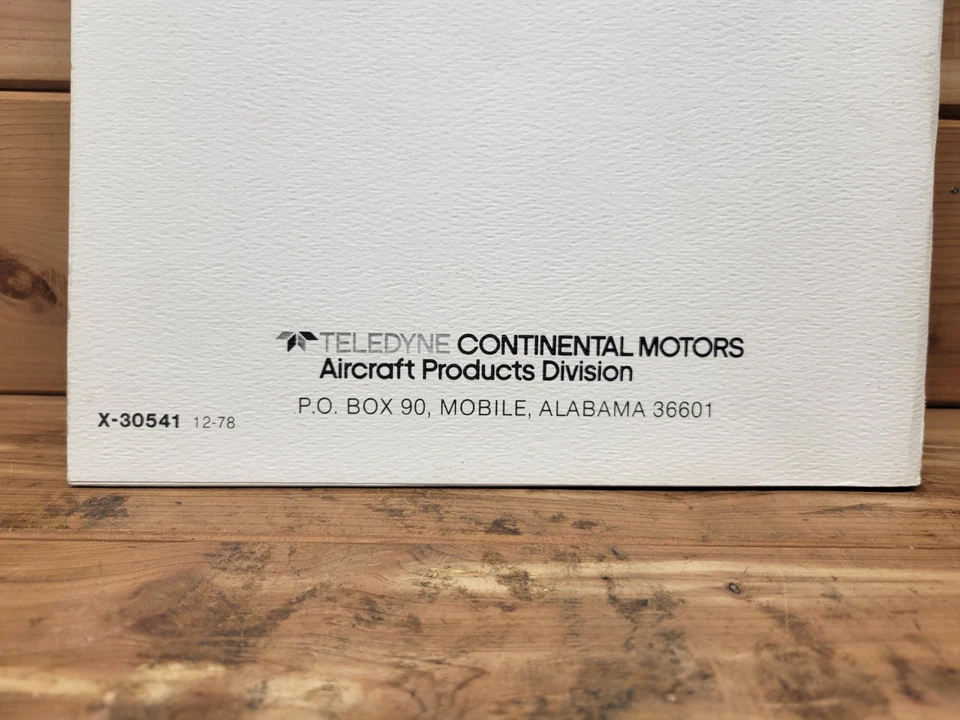 TELEDYNE CONTINENTAL MOTORS
Aircraft Products Division
P.O. BOX 90, MOBILE, ALABAMA 36601
X-30541 12-78